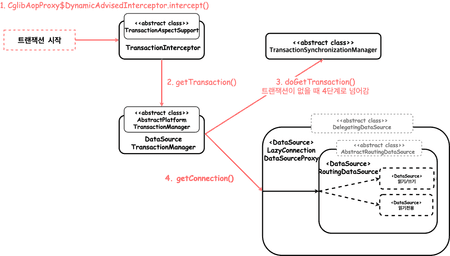 1. CglibAopProxy$DynamicAdvisedInterceptor.intercept()
트랜잭션 시작
<<abstract class>>
TransactionAspectSupport
TransactionInterceptor
<<abstract class>>
TransactionSynchronizationManager
2. getTransaction()
3. doGetTransaction()
트랜잭션이 없을 때 4단계로 넘어감
<<abstract class>>
AbstractPlatform
TransactionManager
DataSource
TransactionManager
4. getConnection()
<<abstract class>>
DelegatingDataSource
<DataSource>
LazyConnection
DataSourceProxy
<<abstract class>>
AbstractRoutingDataSource
<DataSource>
RoutingDataSource
<DataSource>
읽기/쓰기
<DataSource>
읽기전용